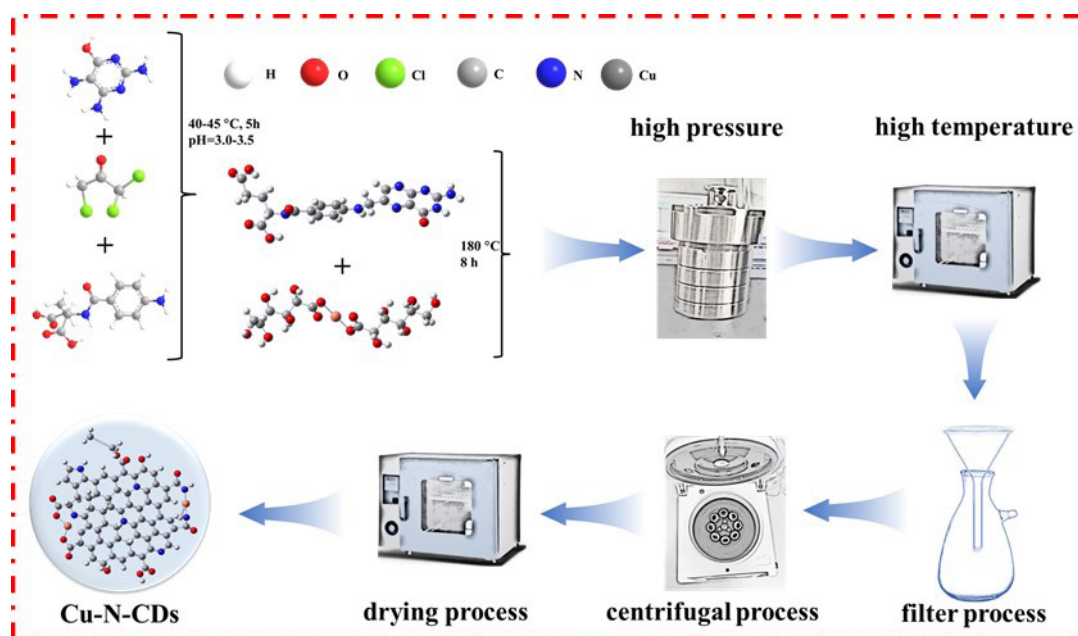 H
O
Cl
C
N
Cu
+
+
40-45 °C, 5h
pH=3.0-3.5
+
180 °C
8 h
high pressure
high temperature
Cu-N-CDs
drying process
centrifugal process
filter process